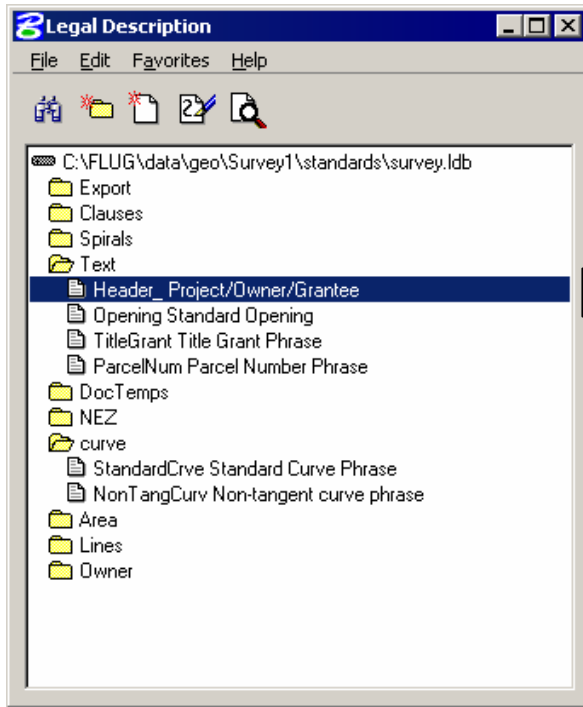 Legal Description
File Edit Favorites Help
C:\FLUG\data\geo\Survey1\standards\survey.ldb
Export
Clauses
Spirals
Text
Header_ Project/Owner/Grantee
Opening Standard Opening
TitleGrant Title Grant Phrase
ParcelNum Parcel Number Phrase
DocTemps
NEZ
curve
StandardCrve Standard Curve Phrase
NonTangCurv Non-tangent curve phrase
Area
Lines
Owner